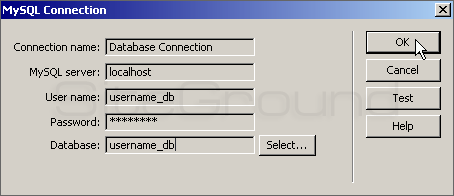 MySQL Connection
Connection name: Database Connection
OK
MySQL server: localhost
Cancel
User name: username_db
Test
Password: ********
Help
Database: username_db
Select...